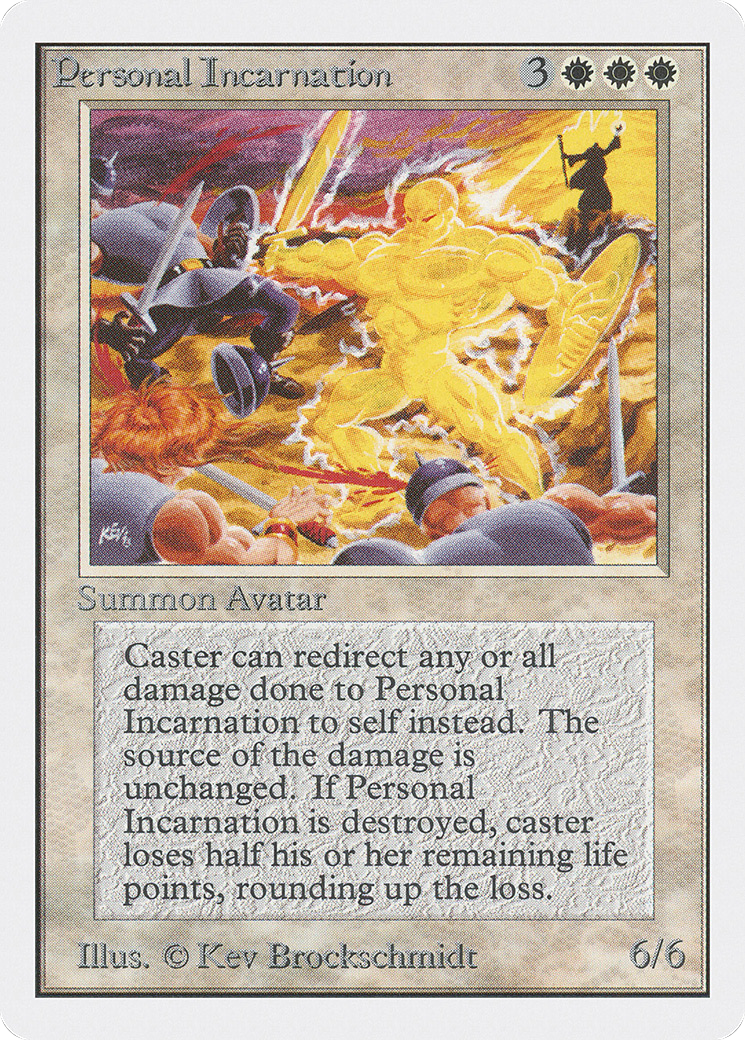 Personal Incarnation 3
KEV B
Summon Avatar
Caster can redirect any or all
damage done to Personal
Incarnation to self instead. The
source of the damage is
unchanged. If Personal
Incarnation is destroyed, caster
loses half his or her remaining life
points, rounding up the loss.
Illus. © Kev Brockschmidt 6/6